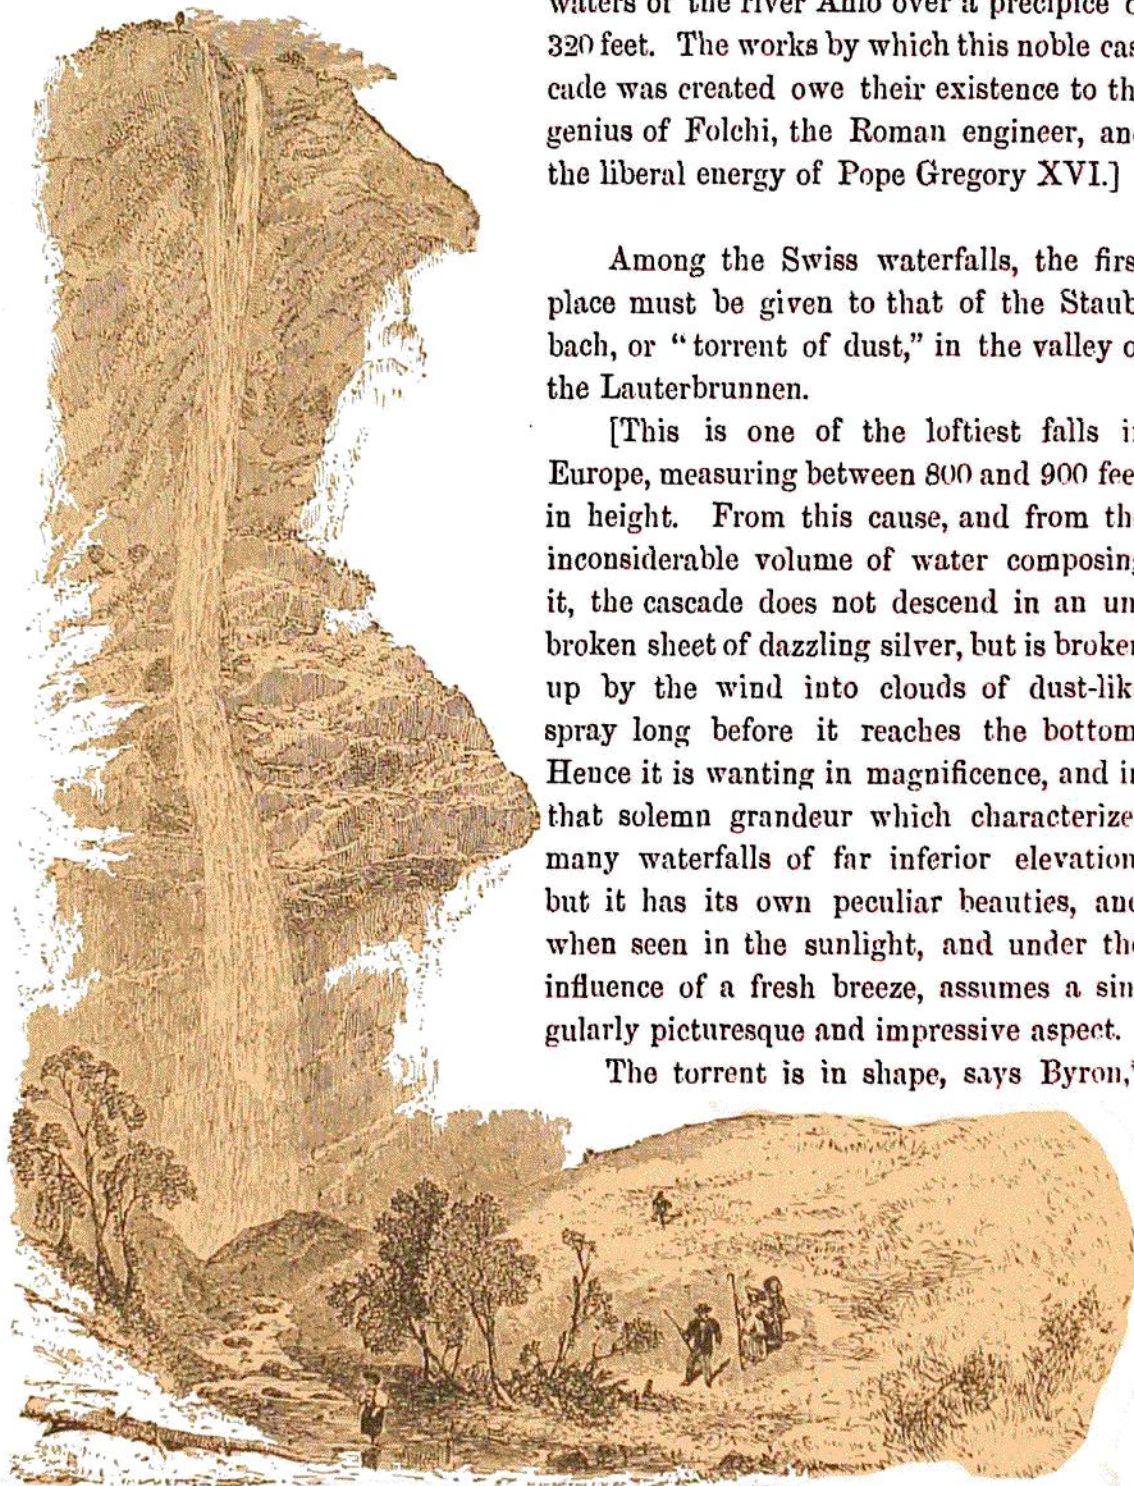 waters of the river Anio over a precipice o
320 feet. The works by which this noble cas
cade was created owe their existence to th
genius of Folchi, the Roman engineer, an
the liberal energy of Pope Gregory XVI.]
Among the Swiss waterfalls, the firs
place must be given to that of the Staub
bach, or “torrent of dust,” in the valley o
the Lauterbrunnen.
[This is one of the loftiest falls i
Europe, measuring between 800 and 900 fee
in height. From this cause, and from th
inconsiderable volume of water composing
it, the cascade does not descend in an un
broken sheet of dazzling silver, but is broken
up by the wind into clouds of dust-lik
spray long before it reaches the bottom
Hence it is wanting in magnificence, and in
that solemn grandeur which characterize
many waterfalls of far inferior elevation
but it has its own peculiar beauties, and
when seen in the sunlight, and under the
influence of a fresh breeze, assumes a sin
gularly picturesque and impressive aspect.
The torrent is in shape, says Byron,